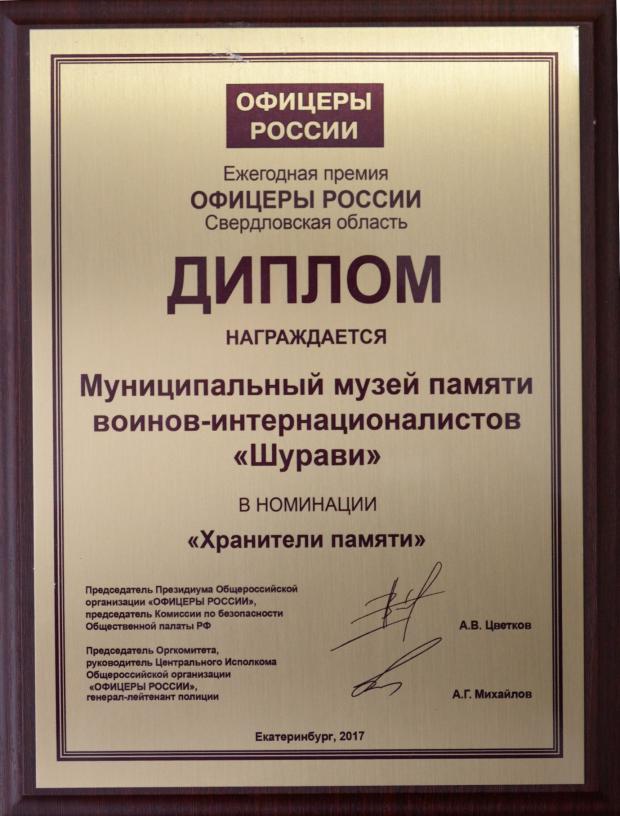 ОФИЦЕРЫ
РОССИИ
Ежегодная премия
ОФИЦЕРЫ РОССИИ
Свердловская область
ДИПЛОМ
НАГРАЖДАЕТСЯ
Муниципальный музей памяти
воинов-интернационалистов
«Шурави»
В НОМИНАЦИИ
«Хранители памяти»
Председатель Президиума Общероссийской
организации «ОФИЦЕРЫ РОССИИ»,
председатель Комиссии по безопасности
Общественной палаты РФ
А.В. Цветков
Председатель Оргкомитета,
руководитель Центрального Исполкома
Общероссийской организации
«ОФИЦЕРЫ РОССИИ»,
генерал-лейтенант полиции
А.Г. Михайлов
Екатеринбург, 2017